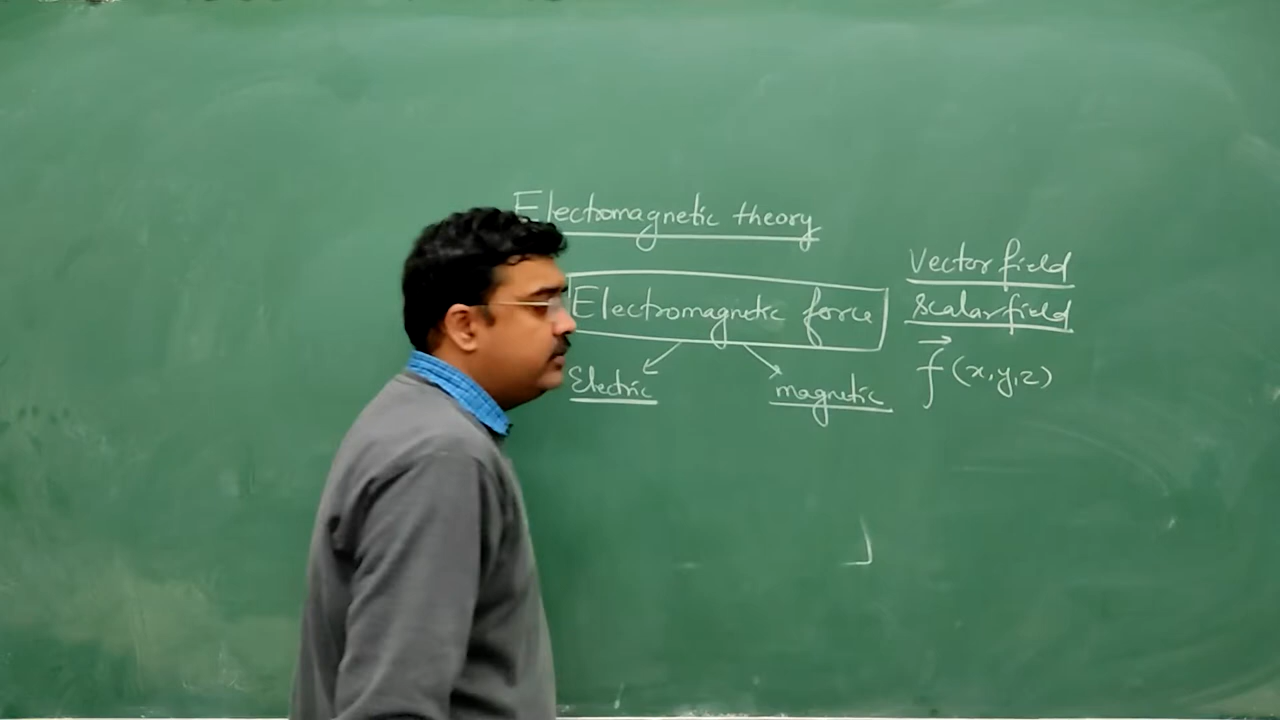 Electromagnetic theory
Electromagnetic force
Electric
magnetic
Vector field
scalar field
f⃗ (x,y,z)